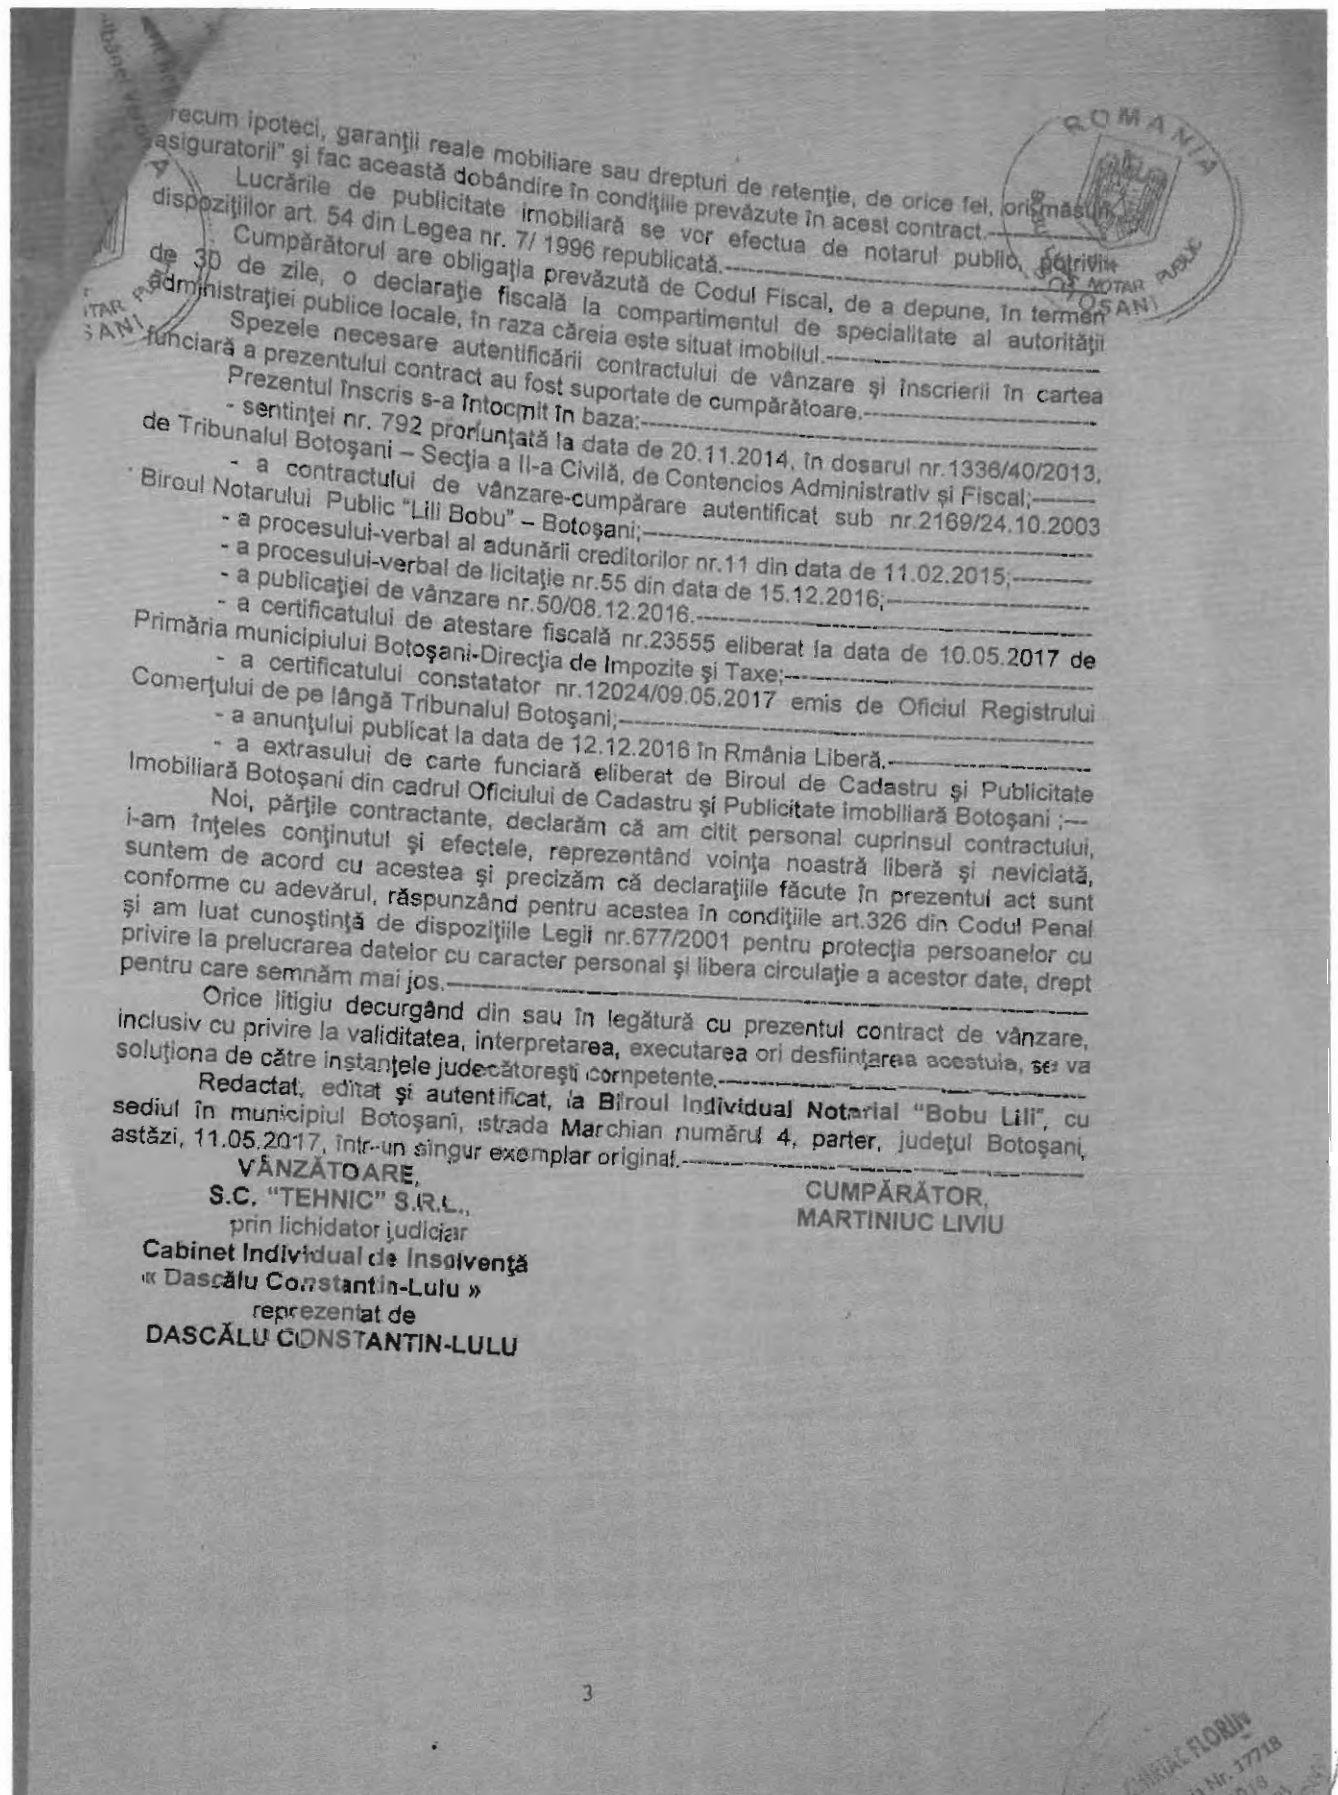 recum ipoteci, garanţii reale mobiliare sau drepturi de retenţie, de orice fel, ori măsuri
asiguratorii” şi fac această dobândire în condiţiile prevăzute în acest contract.
Lucrările de publicitate imobiliară se vor efectua de notarul public, potrivit
dispoziţiilor art. 54 din Legea nr. 7/ 1996 republicată.
Cumpărătorul are obligaţia prevăzută de Codul Fiscal, de a depune, în termen
de 30 de zile, o declaraţie fiscală la compartimentul de specialitate al autorităţii
administraţiei publice locale, în raza căreia este situat imobilul.
Spezele necesare autentificării contractului de vânzare şi înscrierii în cartea
funciară a prezentului contract au fost suportate de cumpărătoare.
Prezentul înscris s-a întocmit în baza:
- sentinţei nr. 792 pronunţată la data de 20.11.2014, în dosarul nr.1336/40/2013,
de Tribunalul Botoşani – Secţia a II-a Civilă, de Contencios Administrativ şi Fiscal;
- a contractului de vânzare-cumpărare autentificat sub nr.2169/24.10.2003
Biroul Notarului Public “Lili Bobu” – Botoşani;
- a procesului-verbal al adunării creditorilor nr.11 din data de 11.02.2015;
- a procesului-verbal de licitaţie nr.55 din data de 15.12.2016;
- a publicaţiei de vânzare nr.50/08.12.2016.
- a certificatului de atestare fiscală nr.23555 eliberat la data de 10.05.2017 de
Primăria municipiului Botoşani-Direcţia de Impozite şi Taxe;
- a certificatului constatator nr.12024/09.05.2017 emis de Oficiul Registrului
Comerţului de pe lângă Tribunalul Botoşani;
- a anunţului publicat la data de 12.12.2016 în Rmânia Liberă.
- a extrasului de carte funciară eliberat de Biroul de Cadastru şi Publicitate
Imobiliară Botoşani din cadrul Oficiului de Cadastru şi Publicitate Imobiliară Botoşani ;
Noi, părţile contractante, declarăm că am citit personal cuprinsul contractului,
i-am înţeles conţinutul şi efectele, reprezentând voinţa noastră liberă şi neviciată,
suntem de acord cu acestea şi precizăm că declaraţiile făcute în prezentul act sunt
conforme cu adevărul, răspunzând pentru acestea în condiţiile art.326 din Codul Penal
şi am luat cunoştinţă de dispoziţiile Legii nr.677/2001 pentru protecţia persoanelor cu
privire la prelucrarea datelor cu caracter personal şi libera circulaţie a acestor date, drept
pentru care semnăm mai jos.
Orice litigiu decurgând din sau în legătură cu prezentul contract de vânzare,
inclusiv cu privire la validitatea, interpretarea, executarea ori desfiinţarea acestuia, se va
soluţiona de către instanţele judecătoreşti competente.
Redactat, editat şi autentificat, la Biroul Individual Notarial “Bobu Lili”, cu
sediul în municipiul Botoşani, strada Marchian numărul 4, parter, judeţul Botoşani,
astăzi, 11.05.2017, într-un singur exemplar original.
VÂNZĂTOARE,
S.C. “TEHNIC” S.R.L.,
prin lichidator judiciar
Cabinet Individual de Insolvenţă
« Dascălu Constantin-Lulu »
reprezentat de
DASCĂLU CONSTANTIN-LULU
CUMPĂRĂTOR,
MARTINIUC LIVIU
3
ROMANIA
NOTAR PUBLIC
FLORIN
Nr. 17718